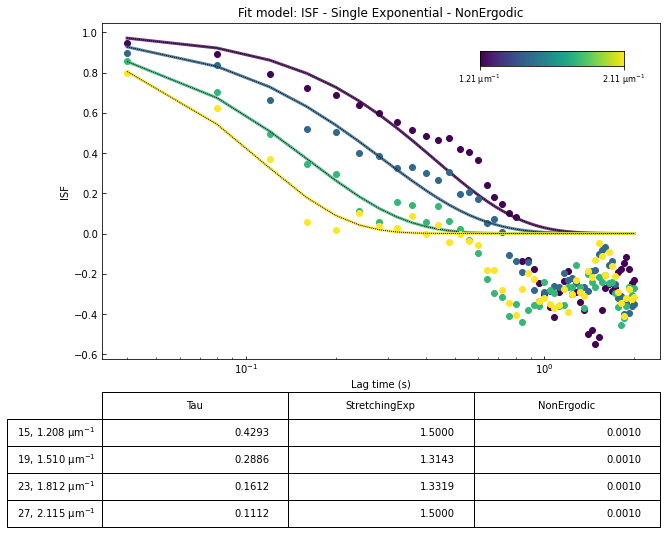 Fit model: ISF - Single Exponential - NonErgodic
1.0
0.8
0.6
0.4
0.2
0.0
−0.2
−0.4
−0.6
ISF
1.21 μm⁻¹ 2.11 μm⁻¹
10⁻¹ 10⁰
Lag time (s)
Tau StretchingExp NonErgodic
15, 1.208 μm⁻¹ 0.4293 1.5000 0.0010
19, 1.510 μm⁻¹ 0.2886 1.3143 0.0010
23, 1.812 μm⁻¹ 0.1612 1.3319 0.0010
27, 2.115 μm⁻¹ 0.1112 1.5000 0.0010